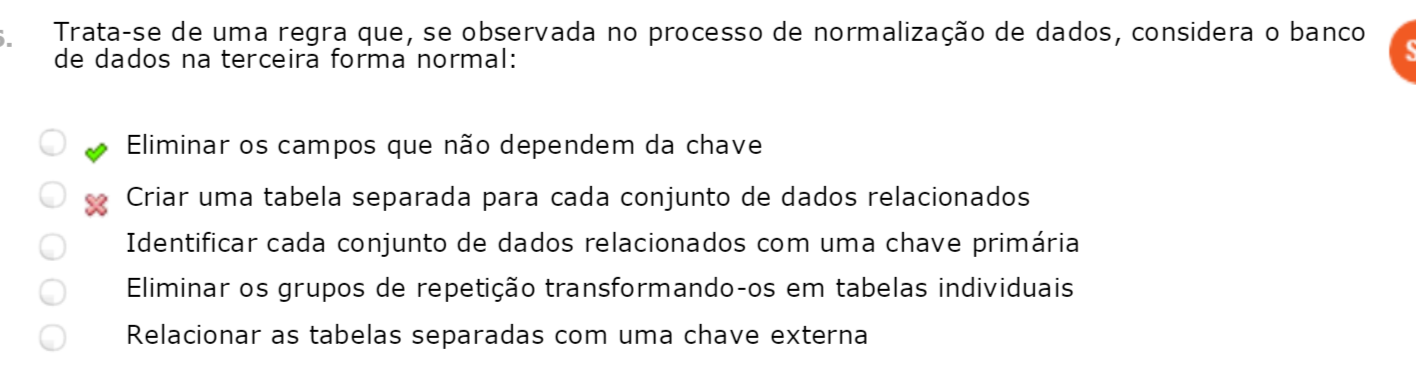 Trata-se de uma regra que, se observada no processo de normalização de dados, considera o banco
de dados na terceira forma normal:
Eliminar os campos que não dependem da chave
Criar uma tabela separada para cada conjunto de dados relacionados
Identificar cada conjunto de dados relacionados com uma chave primária
Eliminar os grupos de repetição transformando-os em tabelas individuais
Relacionar as tabelas separadas com uma chave externa